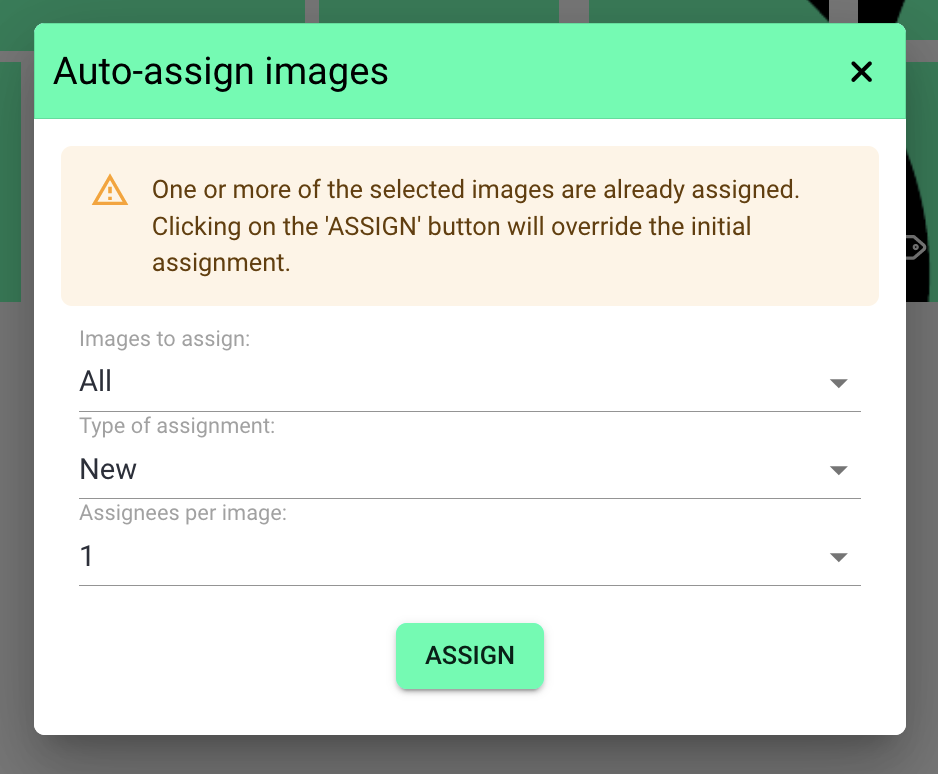 Auto-assign images
One or more of the selected images are already assigned.
Clicking on the 'ASSIGN' button will override the initial
assignment.
Images to assign:
All
Type of assignment:
New
Assignees per image:
1
ASSIGN